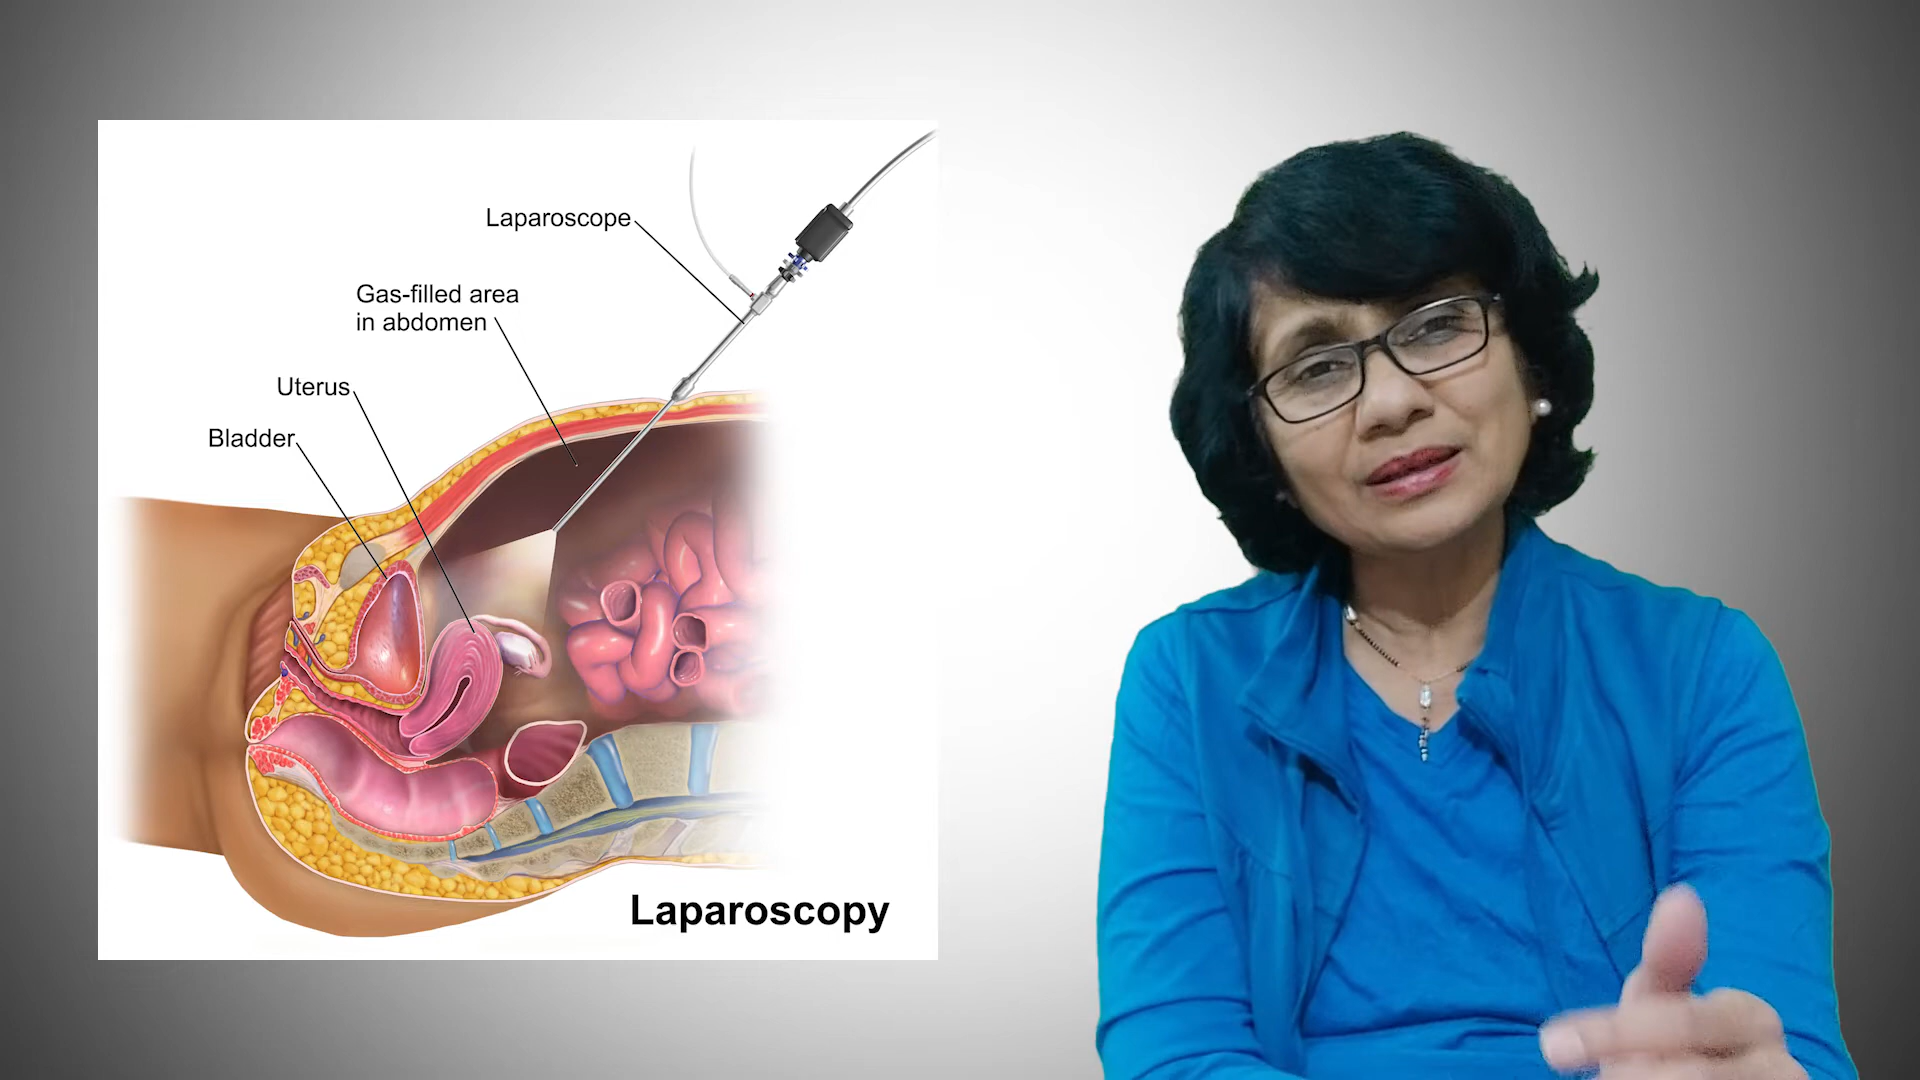 Laparoscope
Gas-filled area
in abdomen
Uterus
Bladder
Laparoscopy